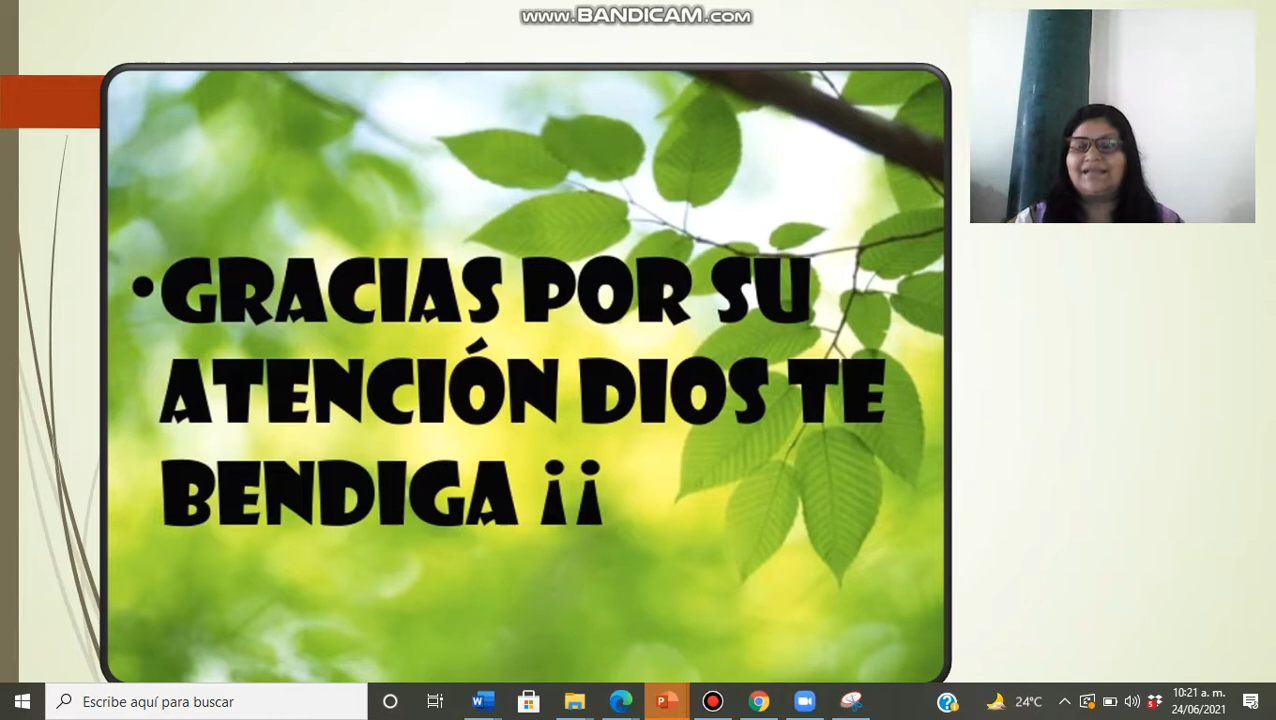 www.BANDICAM.com
•GRACIAS POR SU
ATENCIÓN DIOS TE
BENDIGA ¡¡
Escribe aquí para buscar
24°C
10:21 a. m.
24/06/2021